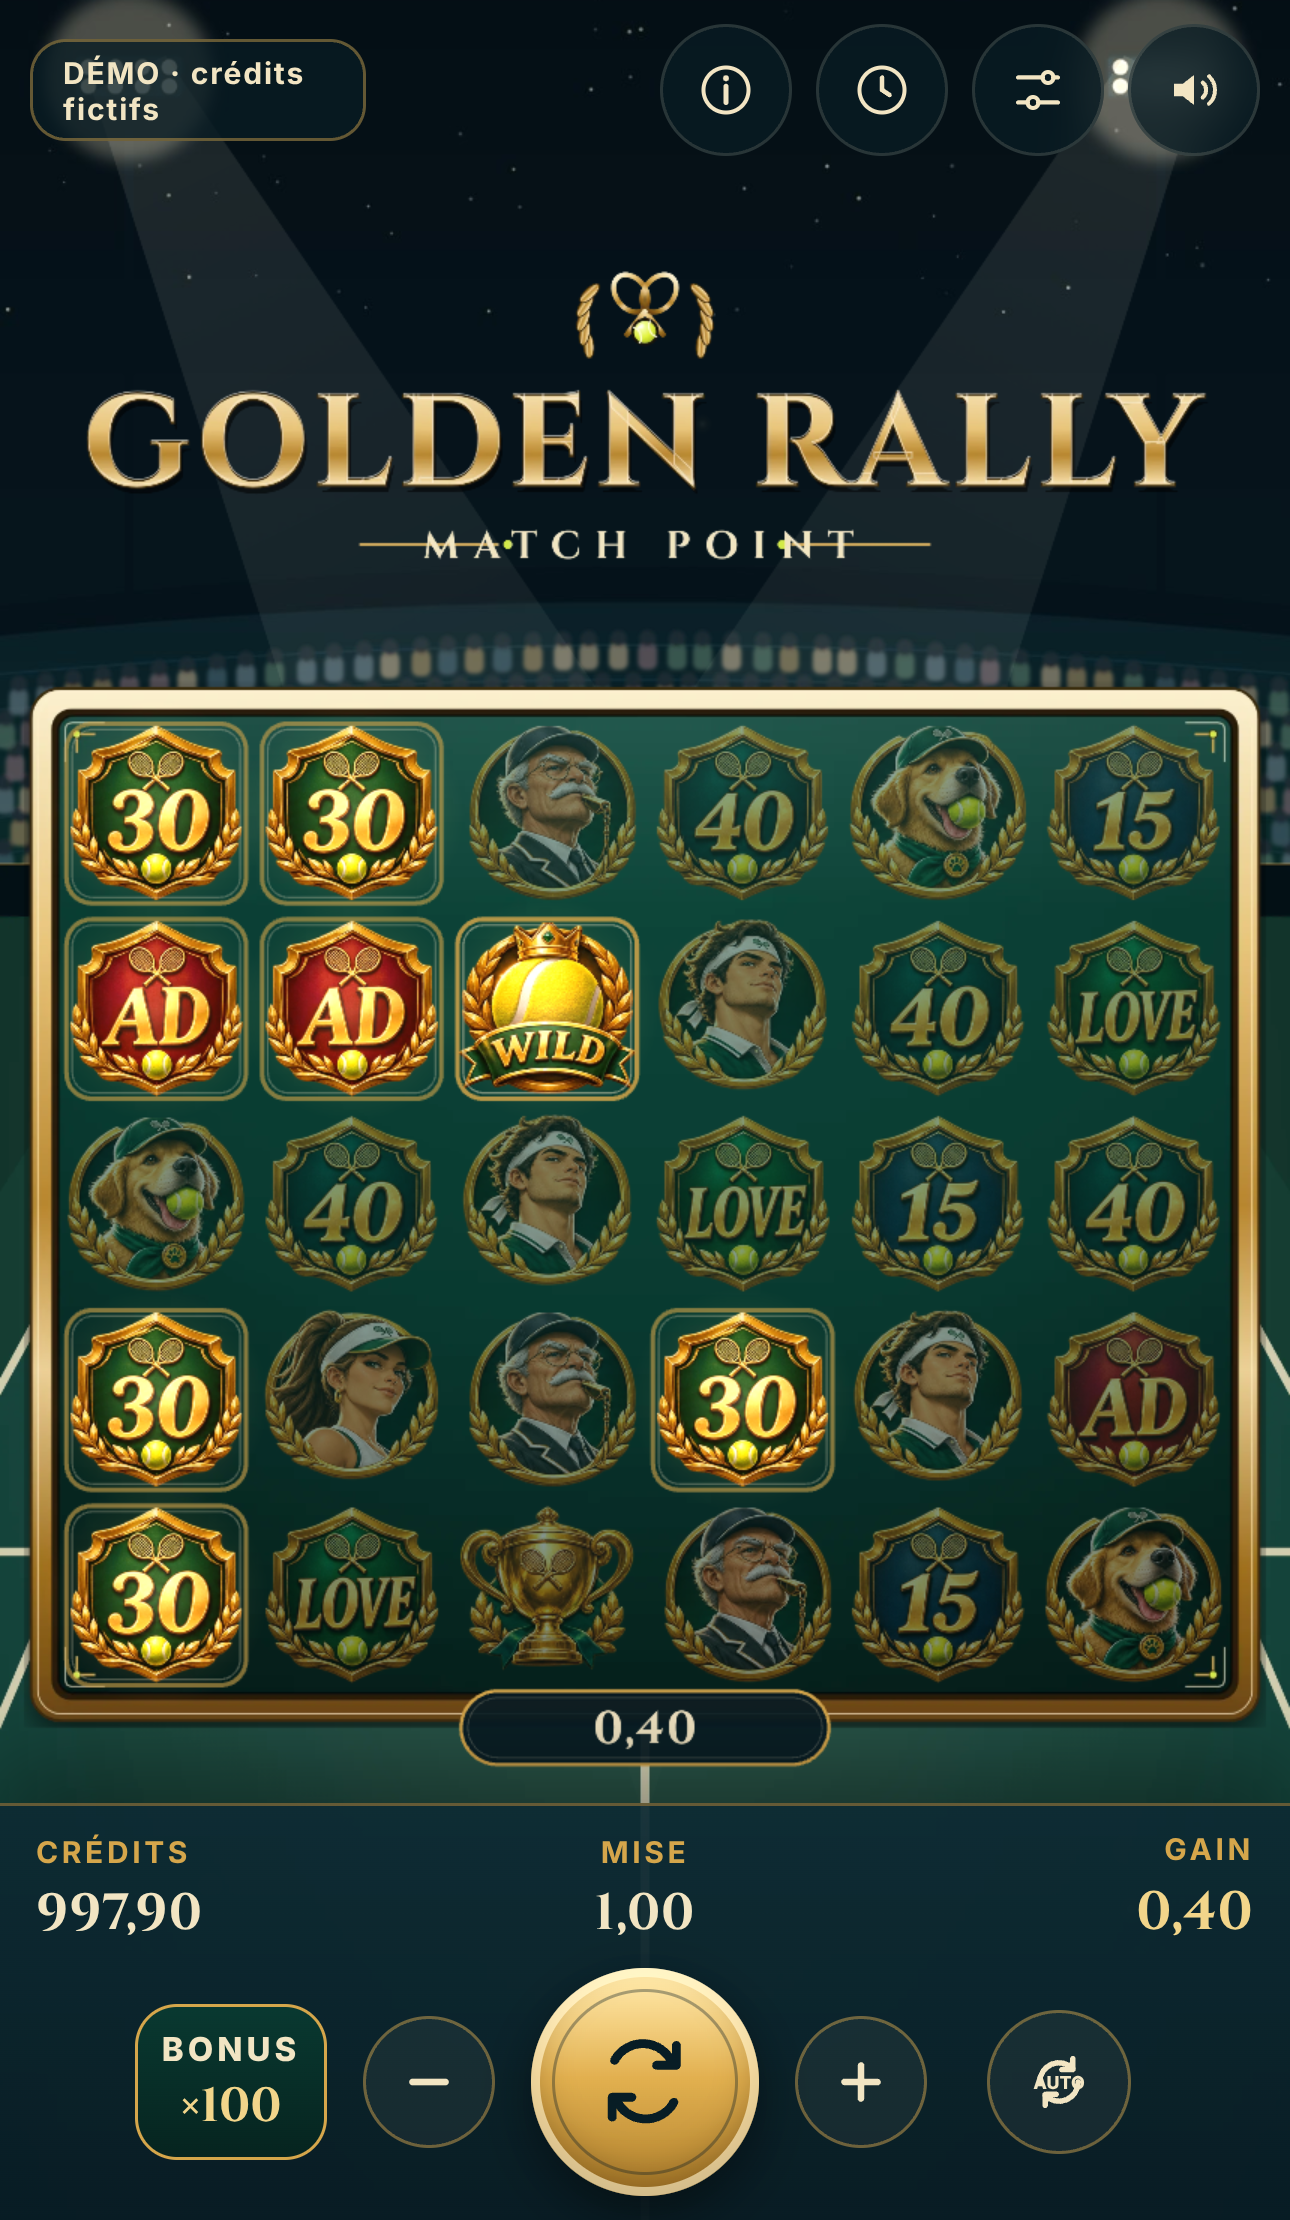 DÉMO · crédits
fictifs
GOLDEN RALLY
MATCH POINT
30 30 40 15
AD AD WILD 40 LOVE
40 LOVE 15 40
30 30 AD
30 LOVE 15
0,40
CRÉDITS MISE GAIN
997,90 1,00 0,40
BONUS
×100
AUTO